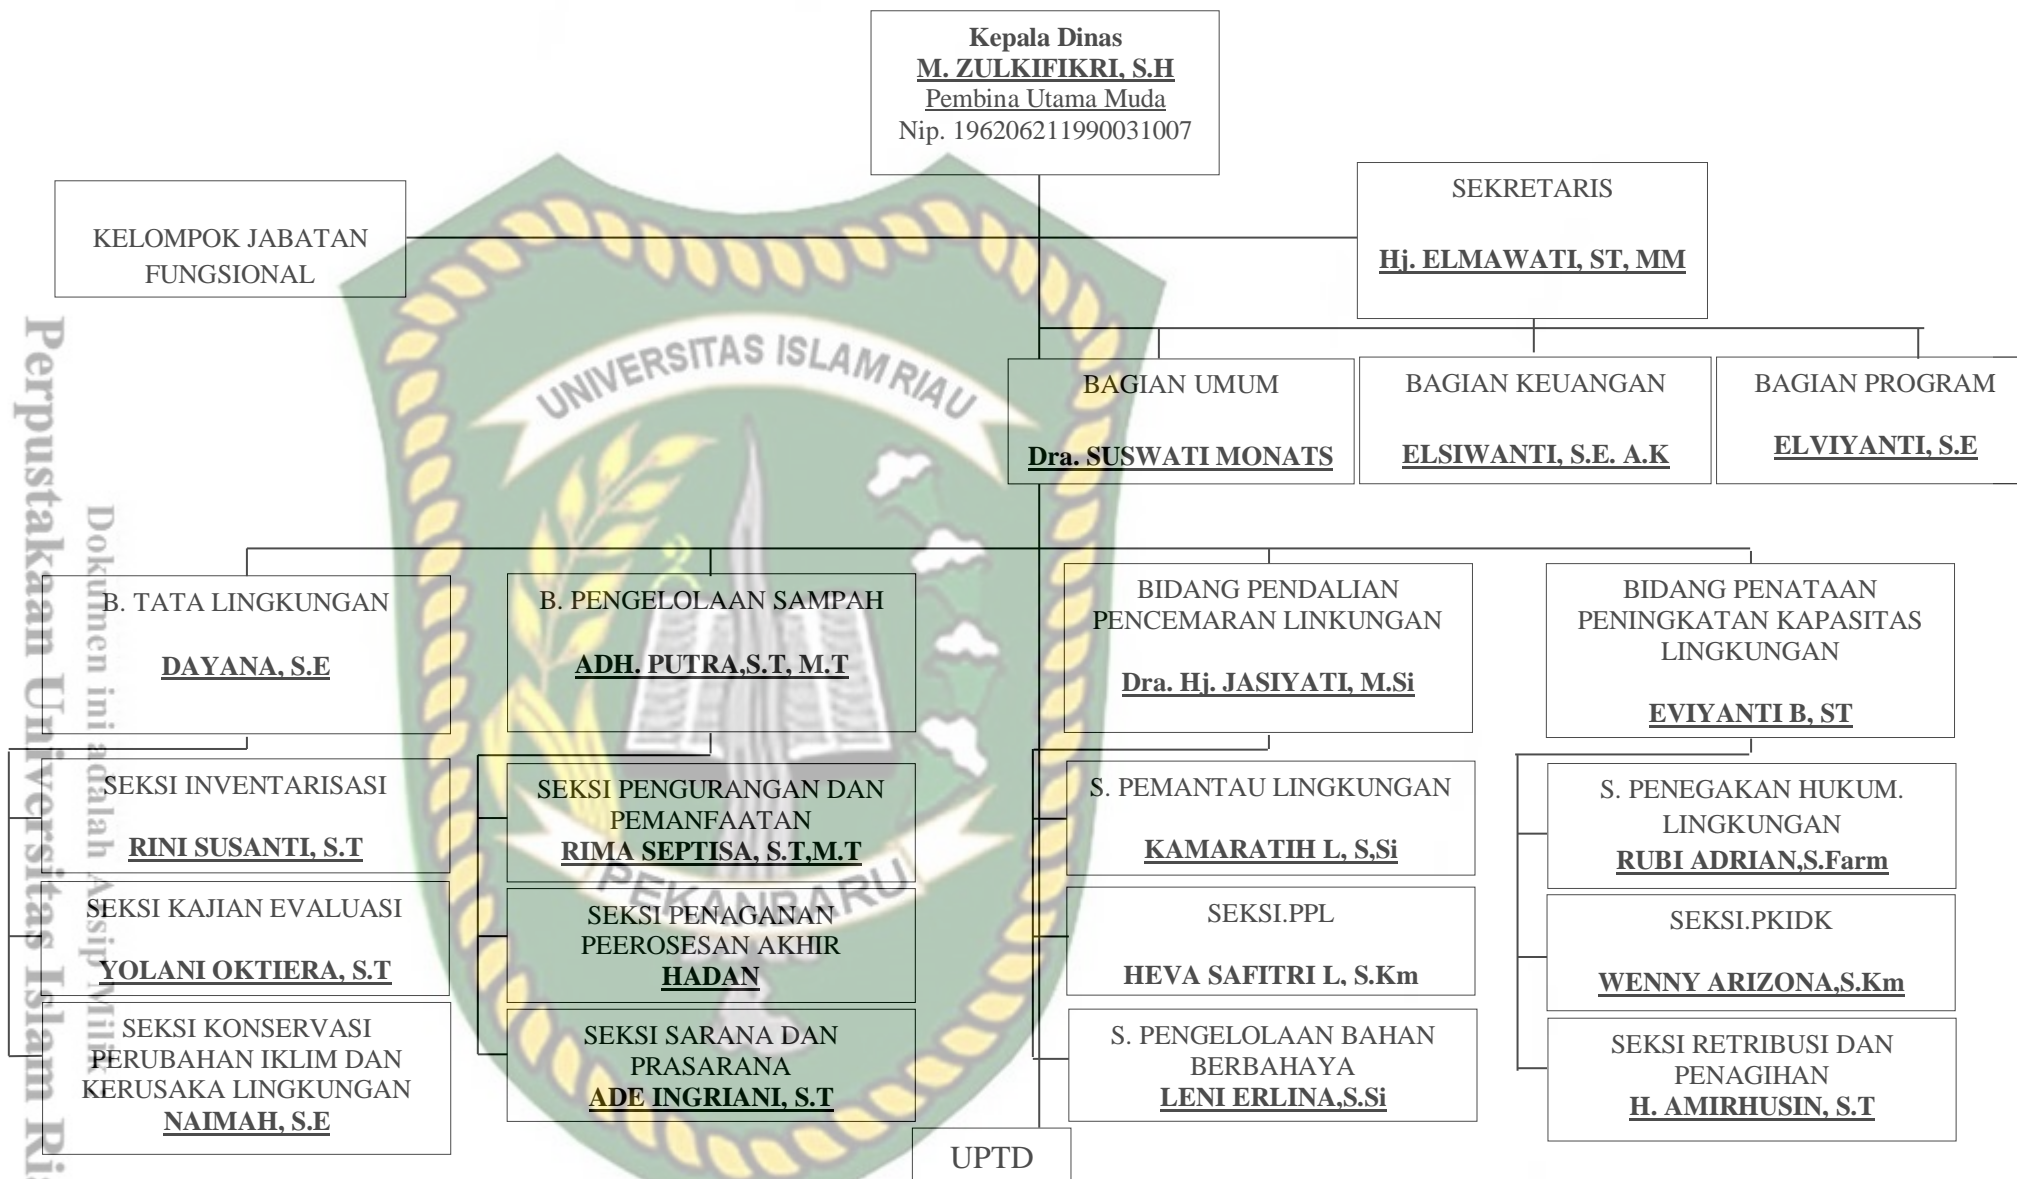 Kepala Dinas
M. ZULKIFIKRI, S.H
Pembina Utama Muda
Nip. 196206211990031007
KELOMPOK JABATAN
FUNGSIONAL
SEKRETARIS
Hj. ELMAWATI, ST, MM
BAGIAN UMUM
Dra. SUSWATI MONATS
BAGIAN KEUANGAN
ELSIWANTI, S.E. A.K
BAGIAN PROGRAM
ELVIYANTI, S.E
B. TATA LINGKUNGAN
DAYANA, S.E
B. PENGELOLAAN SAMPAH
ADH. PUTRA,S.T, M.T
BIDANG PENDALIAN
PENCEMARAN LINKUNGAN
Dra. Hj. JASIYATI, M.Si
BIDANG PENATAAN
PENINGKATAN KAPASITAS
LINGKUNGAN
EVIYANTI B, ST
SEKSI INVENTARISASI
RINI SUSANTI, S.T
SEKSI KAJIAN EVALUASI
YOLANI OKTIERA, S.T
SEKSI KONSERVASI
PERUBAHAN IKLIM DAN
KERUSAKA LINGKUNGAN
NAIMAH, S.E
SEKSI PENGURANGAN DAN
PEMANFAATAN
RIMA SEPTISA, S.T,M.T
SEKSI PENAGANAN
PEEROSESAN AKHIR
HADAN
SEKSI SARANA DAN
PRASARANA
ADE INGRIANI, S.T
S. PEMANTAU LINGKUNGAN
KAMARATIH L, S,Si
SEKSI.PPL
HEVA SAFITRI L, S.Km
S. PENGELOLAAN BAHAN
BERBAHAYA
LENI ERLINA,S.Si
S. PENEGAKAN HUKUM.
LINGKUNGAN
RUBI ADRIAN,S.Farm
SEKSI.PKIDK
WENNY ARIZONA,S.Km
SEKSI RETRIBUSI DAN
PENAGIHAN
H. AMIRHUSIN, S.T
UPTD
UNIVERSITAS ISLAM RIAU
PEKANBARU
Perpustakaan Universitas Islam Ri
Dokumen ini adalah Arsip Milik